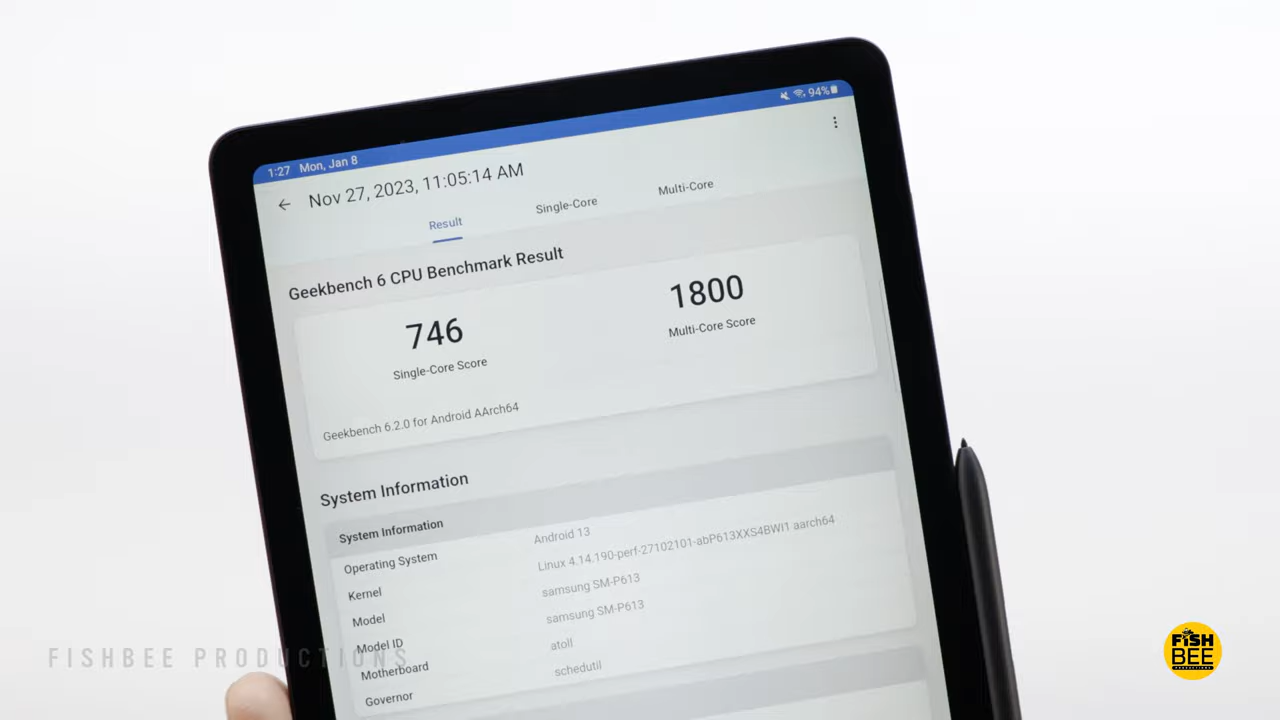 1:27 Mon, Jan 8 94%
Nov 27, 2023, 11:05:14 AM
Result Single-Core Multi-Core
Geekbench 6 CPU Benchmark Result
746 1800
Single-Core Score Multi-Core Score
Geekbench 6.2.0 for Android AArch64
System Information
System Information
Operating System Android 13
Kernel Linux 4.14.190-perf-27102101-abP613XXS4BWI1 aarch64
Model samsung SM-P613
Model ID samsung SM-P613
Motherboard atoll
Governor schedutil
FISHBEE PRODUCTIONS
FISH
BEE
PRODUCTIONS